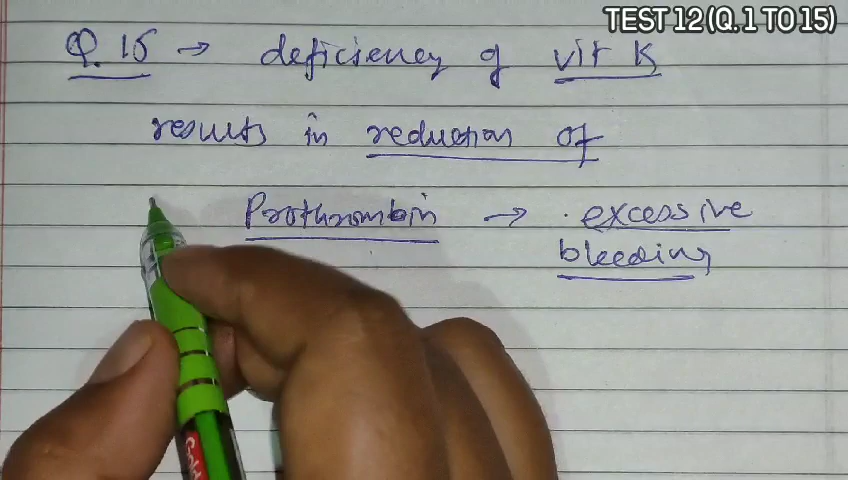 TEST 12 (Q. 1 TO 15)
Q. 15 → deficiency of vit K
results in reduction of
Prothrombin → . excessive
bleeding